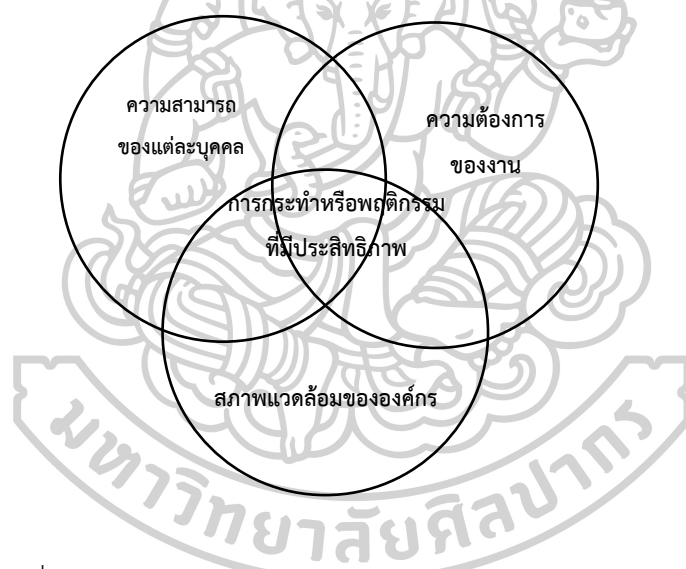 ความสามารถ
ของแต่ละบุคคล
ความต้องการ
ของงาน
การกระทำหรือพฤติกรรม
ที่มีประสิทธิภาพ
สภาพแวดล้อมขององค์กร
มหาวิทยาลัยศิลปากร